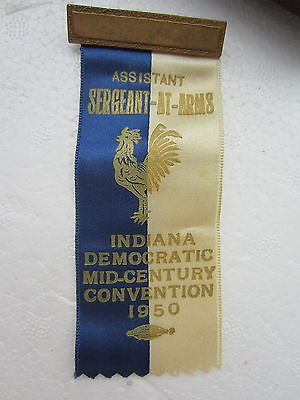 ASSISTANT
SERGEANT-AT-ARMS
INDIANA
DEMOCRATIC
MID-CENTURY
CONVENTION
1950